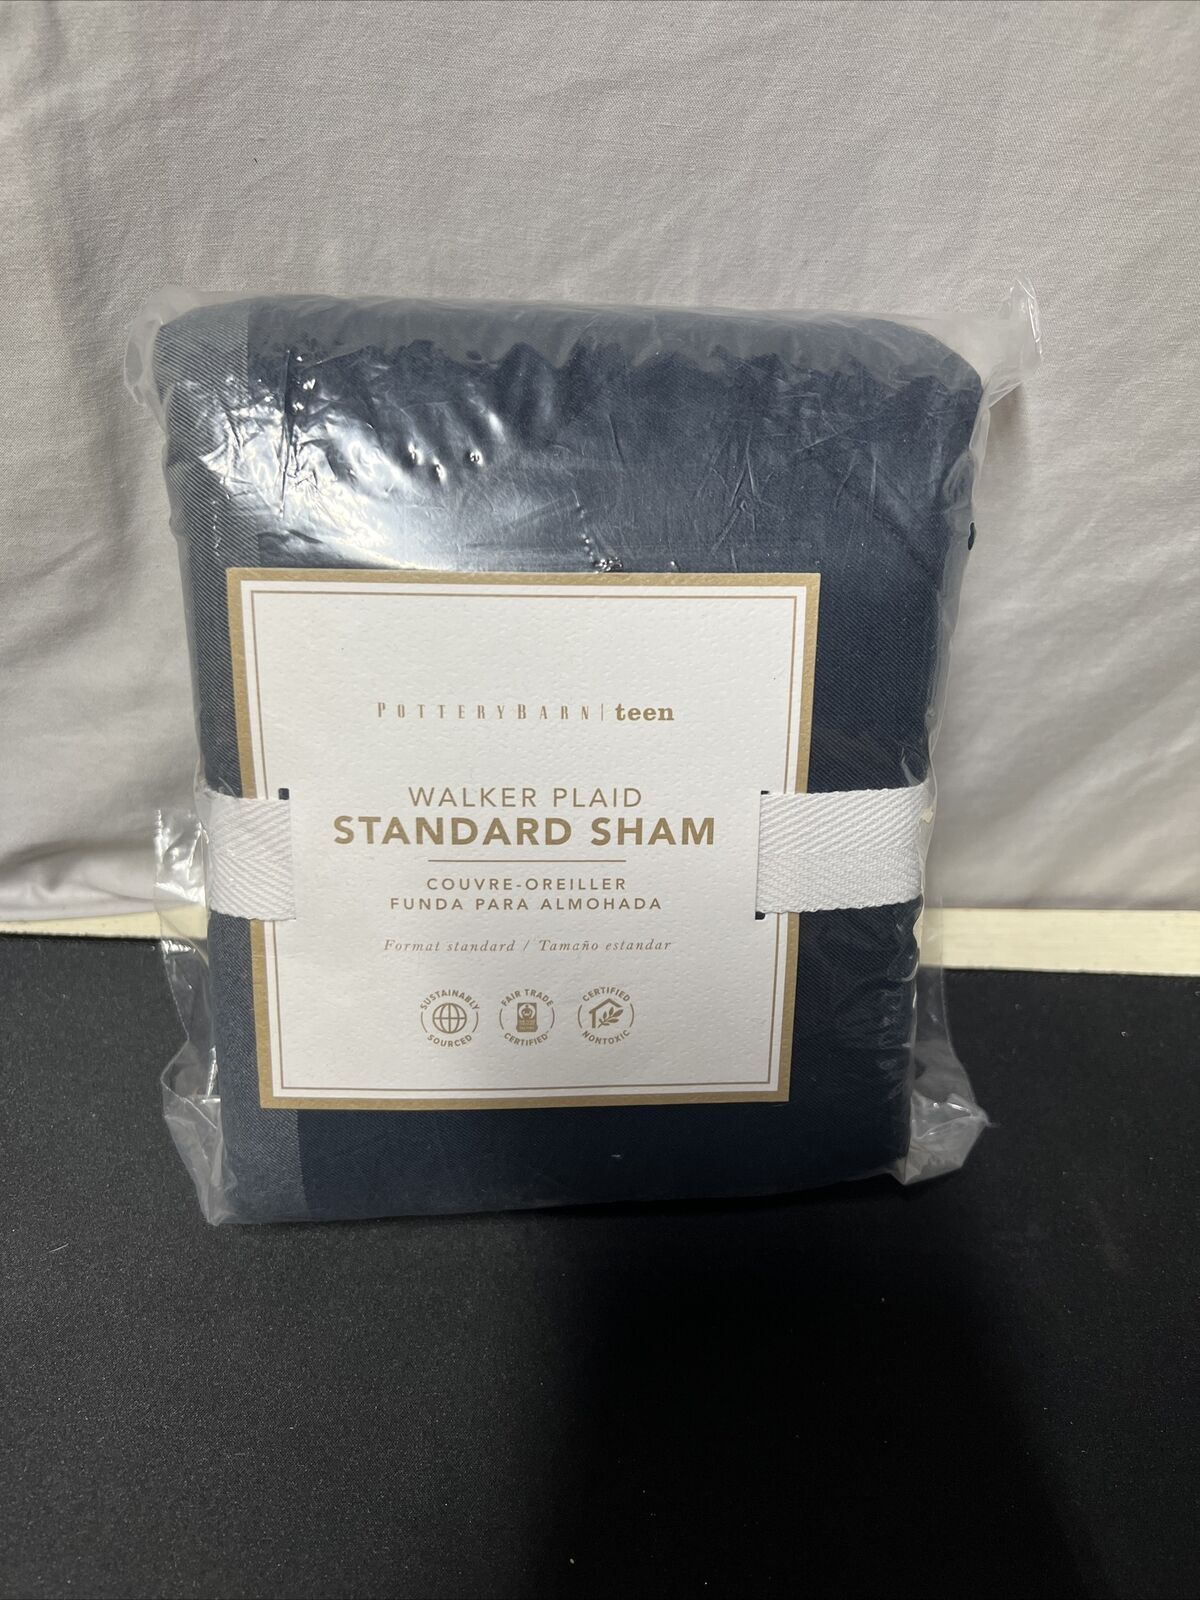 POTTERYBARN | teen
WALKER PLAID
STANDARD SHAM
COUVRE-OREILLER
FUNDA PARA ALMOHADA
Format standard / Tamaño estandar
SUSTAINABLY SOURCED
FAIR TRADE CERTIFIED™
CERTIFIED NONTOXIC